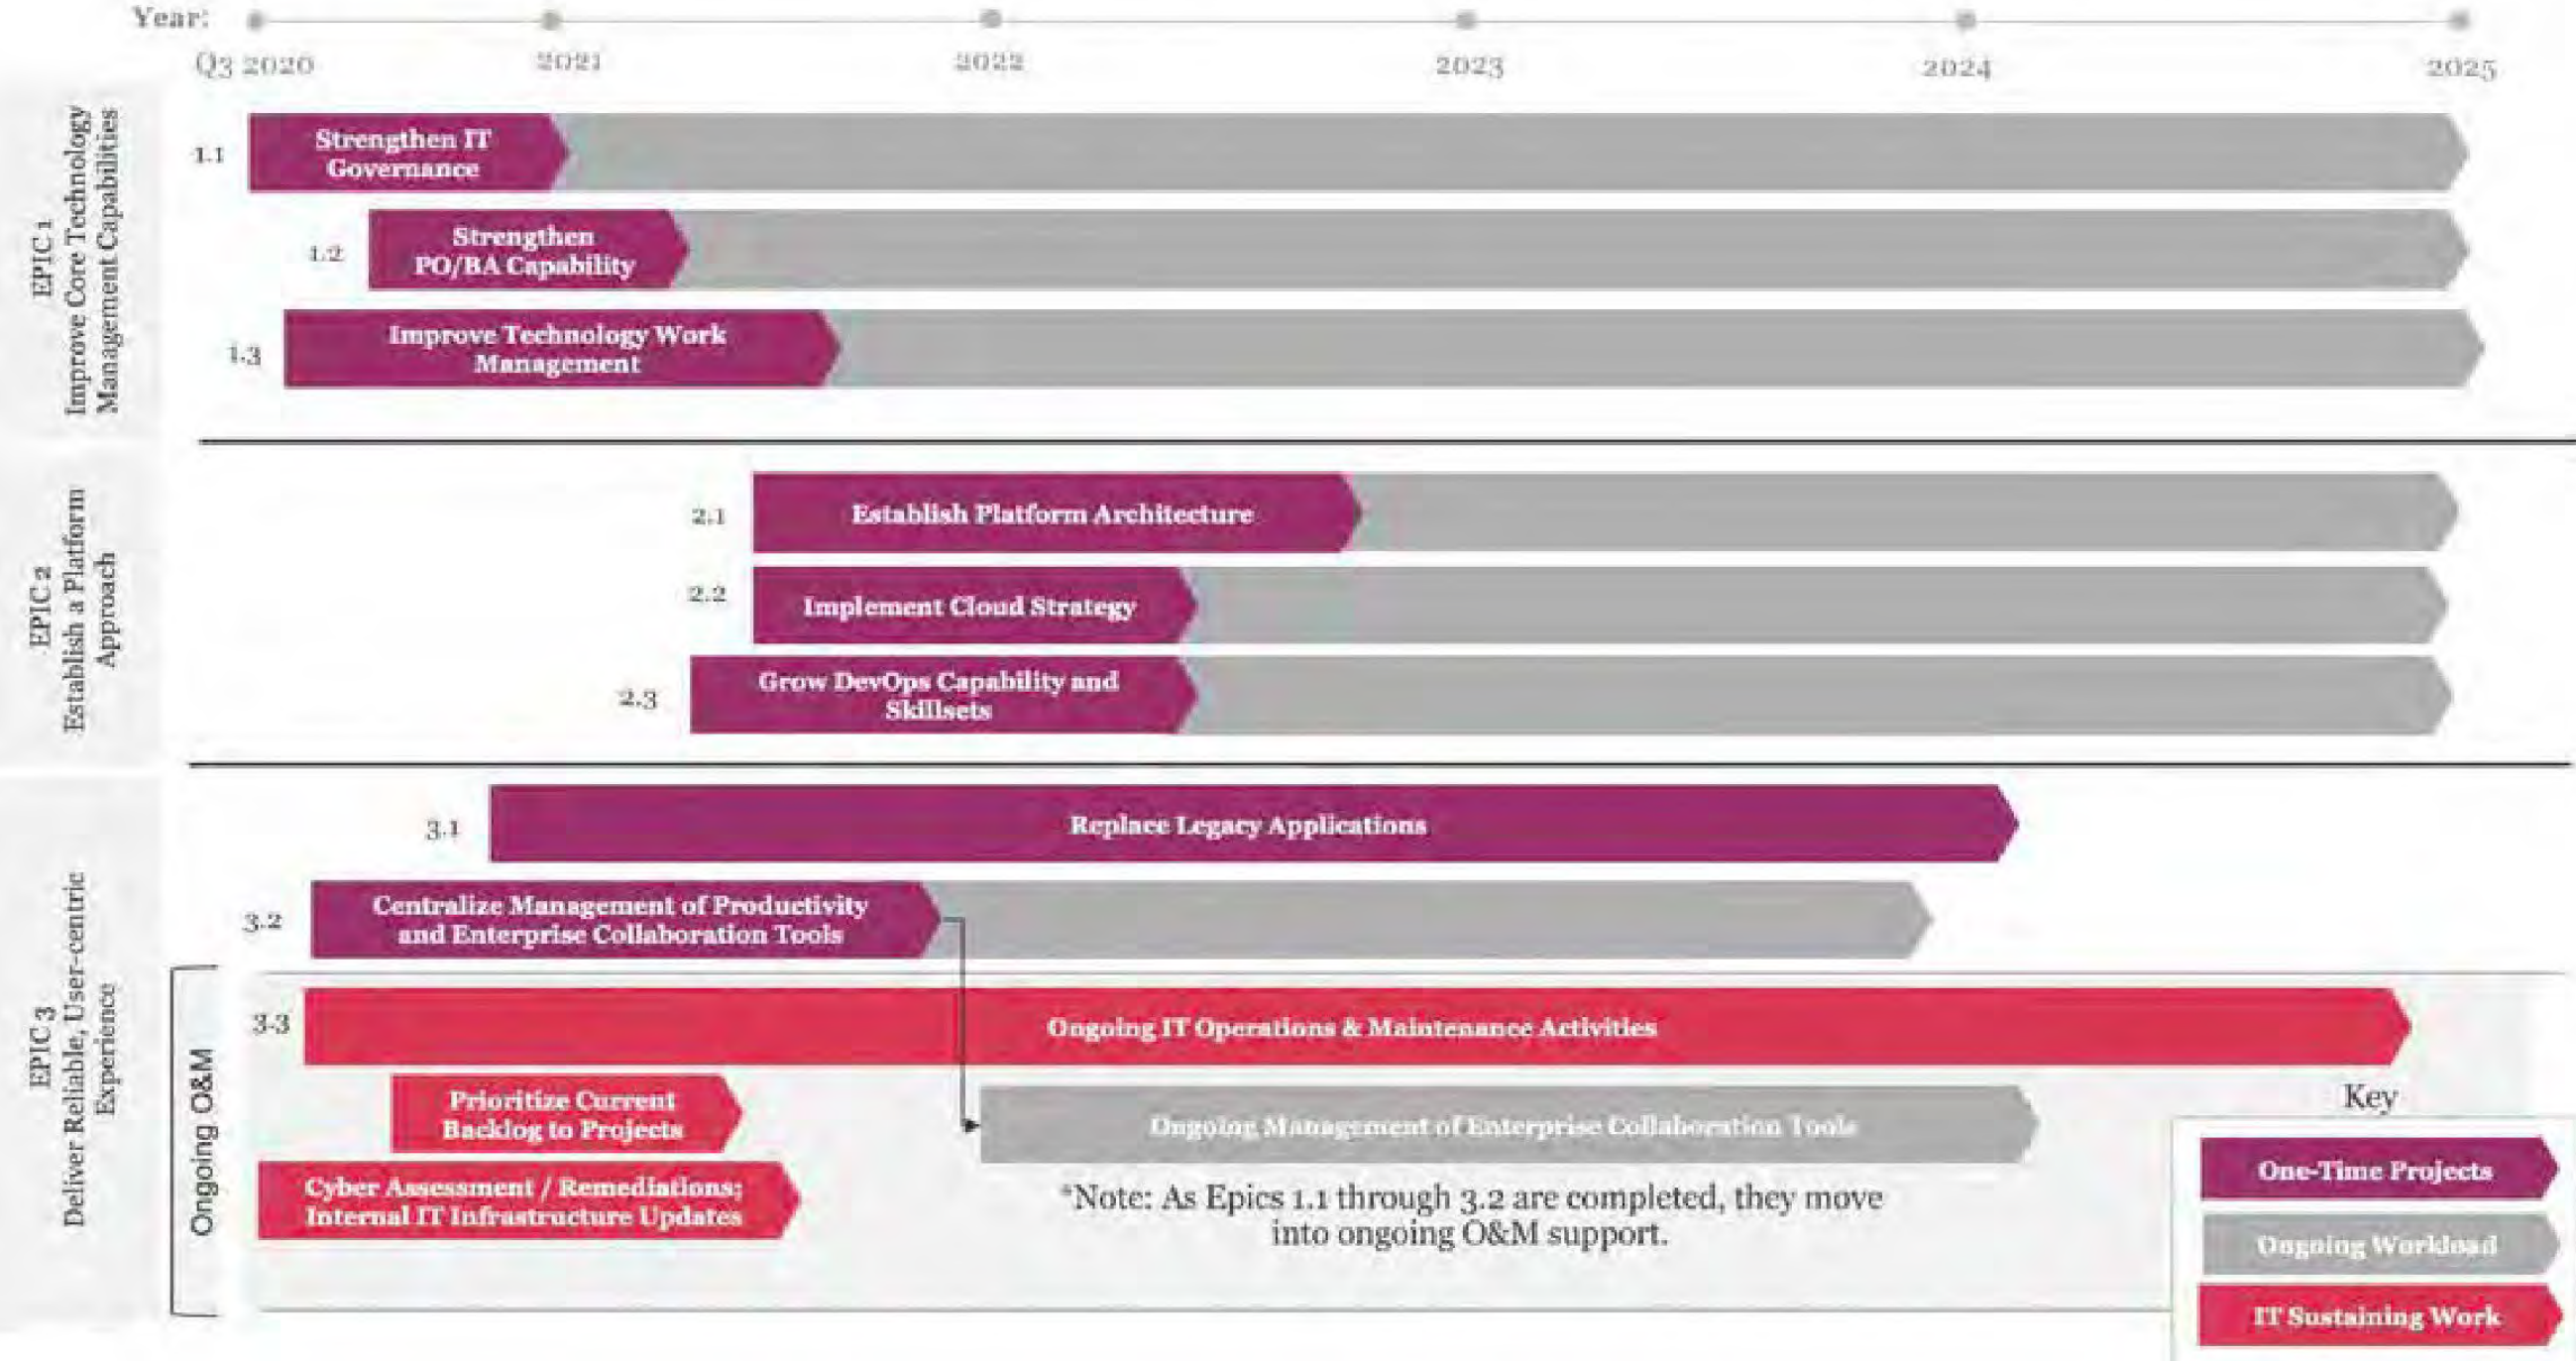 Year:
Q3 2020
2021
2022
2023
2024
2025
EPIC 1
Improve Core Technology
Management Capabilities
1.1
Strengthen IT
Governance
1.2
Strengthen
PO/BA Capability
1.3
Improve Technology Work
Management
EPIC 2
Establish a Platform
Approach
2.1
Establish Platform Architecture
2.2
Implement Cloud Strategy
2.3
Grow DevOps Capability and
Skillsets
EPIC 3
Deliver Reliable, User-centric
Experience
3.1
Replace Legacy Applications
3.2
Centralize Management of Productivity
and Enterprise Collaboration Tools
Ongoing O&M
3.3
Ongoing IT Operations & Maintenance Activities
Prioritize Current
Backlog to Projects
Ongoing Management of Enterprise Collaboration Tools
Cyber Assessment / Remediations;
Internal IT Infrastructure Updates
*Note: As Epics 1.1 through 3.2 are completed, they move
into ongoing O&M support.
Key
One-Time Projects
Ongoing Workload
IT Sustaining Work